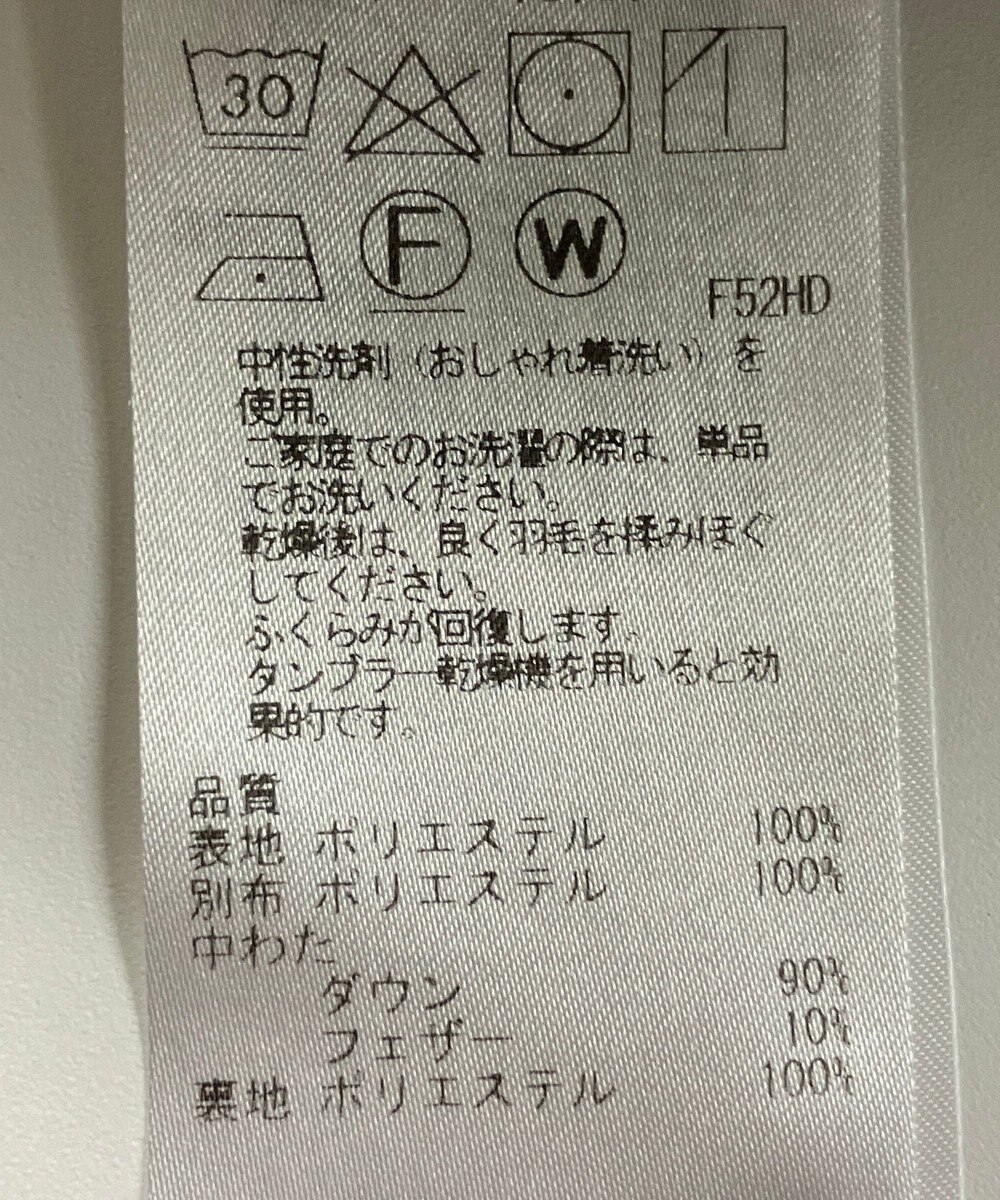 30
F W
F52HD
中性洗剤（おしゃれ着洗い）を
使用。
ご家庭でのお洗濯の際は、単品
でお洗いください。
乾燥後は、良く羽毛を揉みほぐ
してください。
ふくらみが回復します。
タンブラー乾燥機を用いると効
果的です。
品質
表地 ポリエステル 100%
別布 ポリエステル 100%
中わた
ダウン 90%
フェザー 10%
裏地 ポリエステル 100%